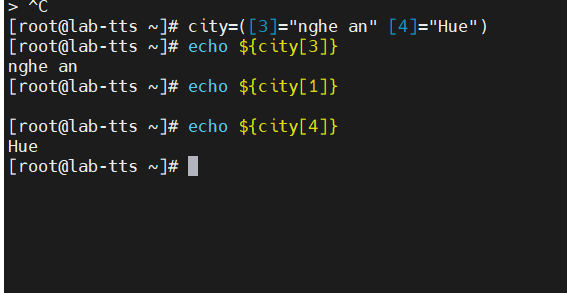 > ^C
[root@lab-tts ~]# city=([3]="nghe an" [4]="Hue")
[root@lab-tts ~]# echo ${city[3]}
nghe an
[root@lab-tts ~]# echo ${city[1]}

[root@lab-tts ~]# echo ${city[4]}
Hue
[root@lab-tts ~]#